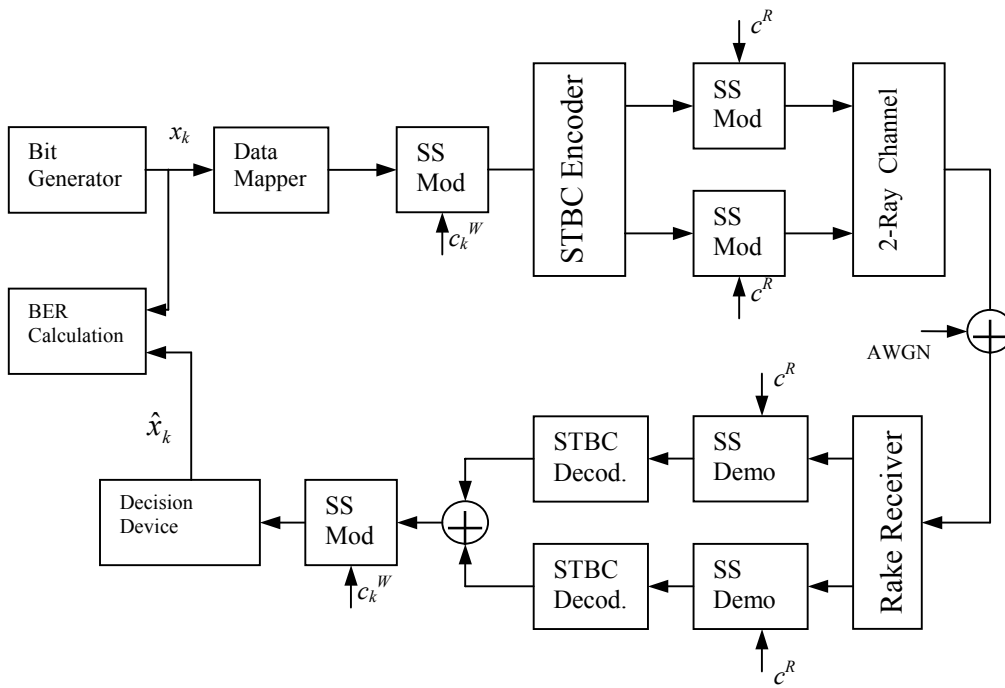 c^R
SS
Mod
Bit
Generator
x_k
Data
Mapper
SS
Mod
c_k^W
STBC Encoder
SS
Mod
c^R
2-Ray Channel
BER
Calculation
AWGN
x̂_k
c^R
STBC
Decod.
SS
Demo
Rake Receiver
Decision
Device
SS
Mod
c_k^W
STBC
Decod.
SS
Demo
c^R